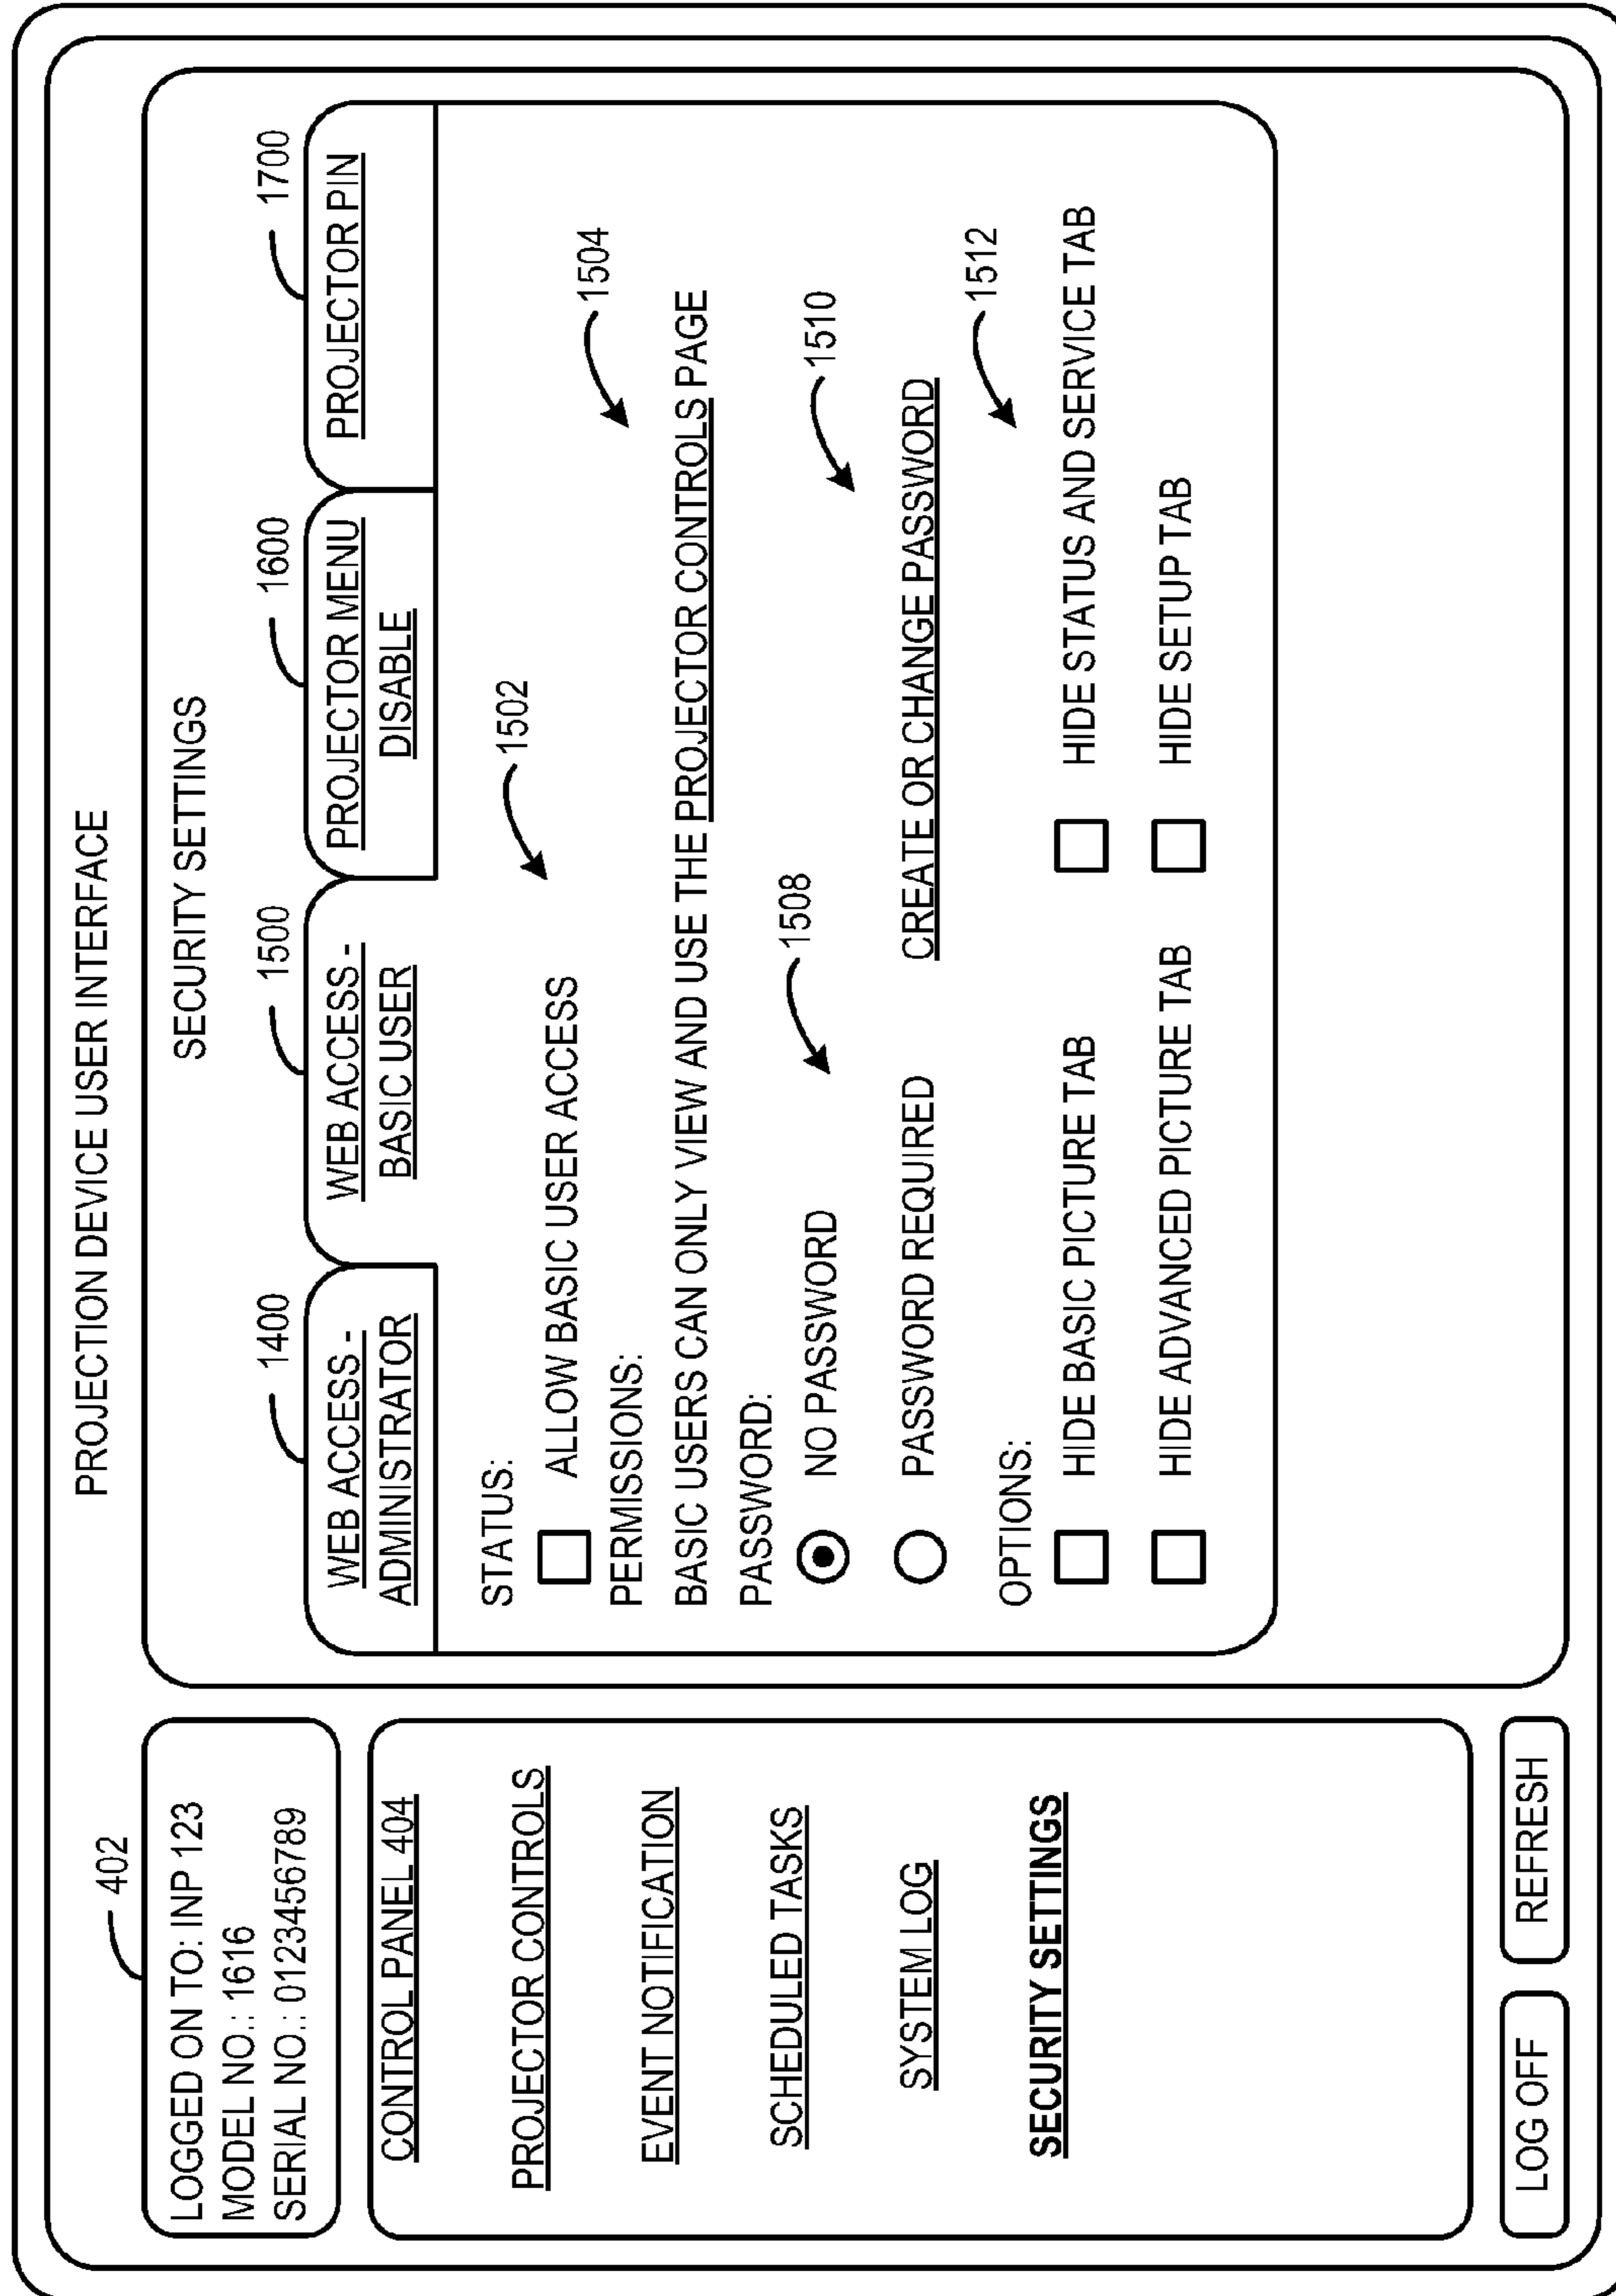 PROJECTION DEVICE USER INTERFACE
402
LOGGED ON TO: INP 123
MODEL NO.: 1616
SERIAL NO.: 0123456789
CONTROL PANEL 404
PROJECTOR CONTROLS
EVENT NOTIFICATION
SCHEDULED TASKS
SYSTEM LOG
SECURITY SETTINGS
LOG OFF
REFRESH
SECURITY SETTINGS
1400
1500
1600
1700
WEB ACCESS -
ADMINISTRATOR
WEB ACCESS -
BASIC USER
PROJECTOR MENU
DISABLE
PROJECTOR PIN
STATUS:
1502
ALLOW BASIC USER ACCESS
PERMISSIONS:
1504
BASIC USERS CAN ONLY VIEW AND USE THE PROJECTOR CONTROLS PAGE
PASSWORD:
1508
1510
NO PASSWORD
PASSWORD REQUIRED
CREATE OR CHANGE PASSWORD
OPTIONS:
1512
HIDE BASIC PICTURE TAB
HIDE STATUS AND SERVICE TAB
HIDE ADVANCED PICTURE TAB
HIDE SETUP TAB